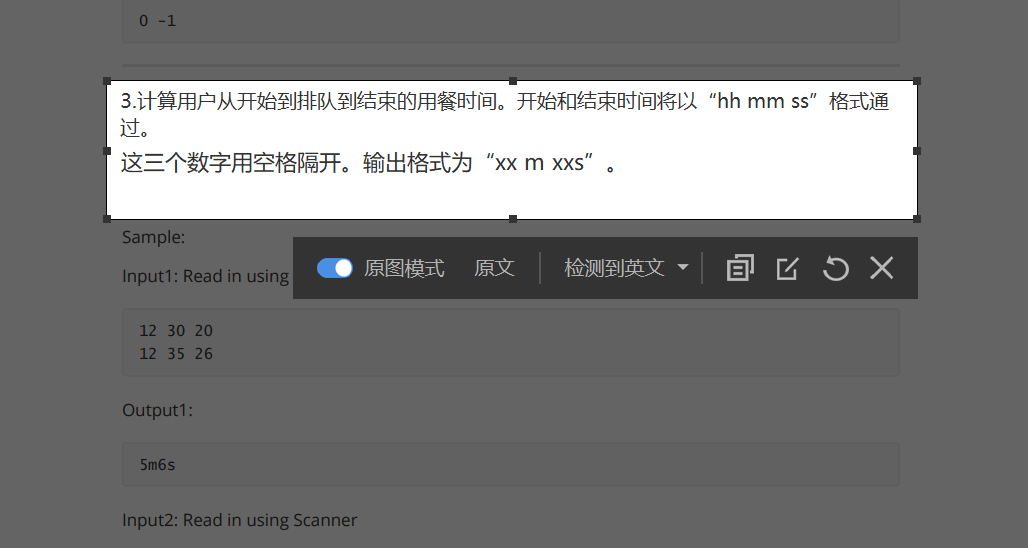 0 -1
3.计算用户从开始到排队到结束的用餐时间。开始和结束时间将以“hh mm ss”格式通
过。
这三个数字用空格隔开。输出格式为“xx m xxs”。
Sample:
Input1: Read in using
原图模式 原文 检测到英文
12 30 20
12 35 26
Output1:
5m6s
Input2: Read in using Scanner